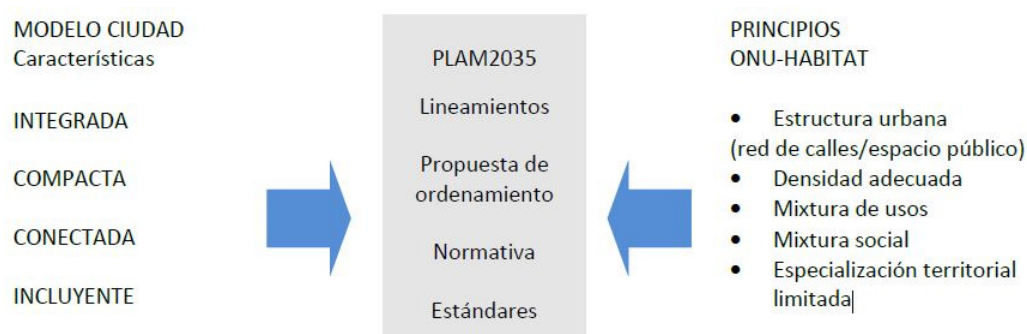 MODELO CIUDAD
Características
INTEGRADA
COMPACTA
CONECTADA
INCLUYENTE
PLAM2035
Lineamientos
Propuesta de
ordenamiento
Normativa
Estándares
PRINCIPIOS
ONU-HABITAT
• Estructura urbana
(red de calles/espacio público)
• Densidad adecuada
• Mixtura de usos
• Mixtura social
• Especialización territorial
limitada